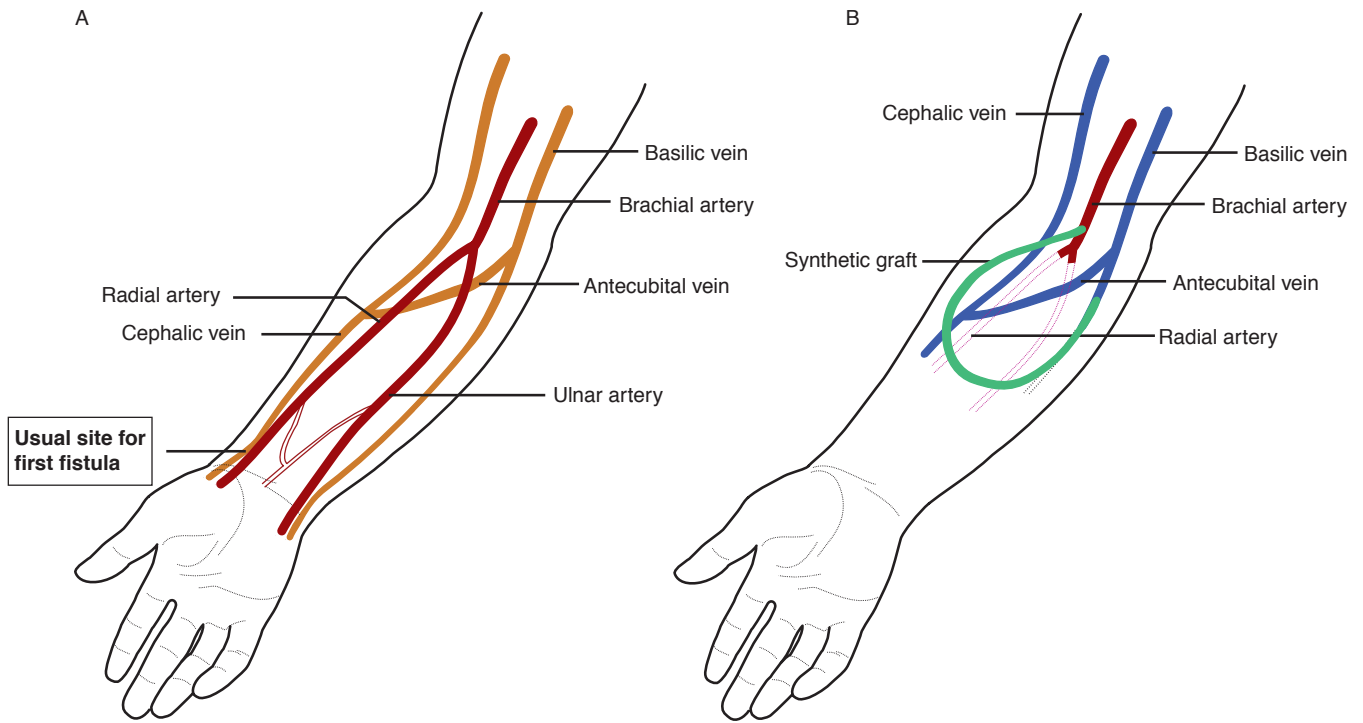 A
Basilic vein
Brachial artery
Radial artery
Antecubital vein
Cephalic vein
Ulnar artery
Usual site for
first fistula
B
Cephalic vein
Basilic vein
Brachial artery
Synthetic graft
Antecubital vein
Radial artery